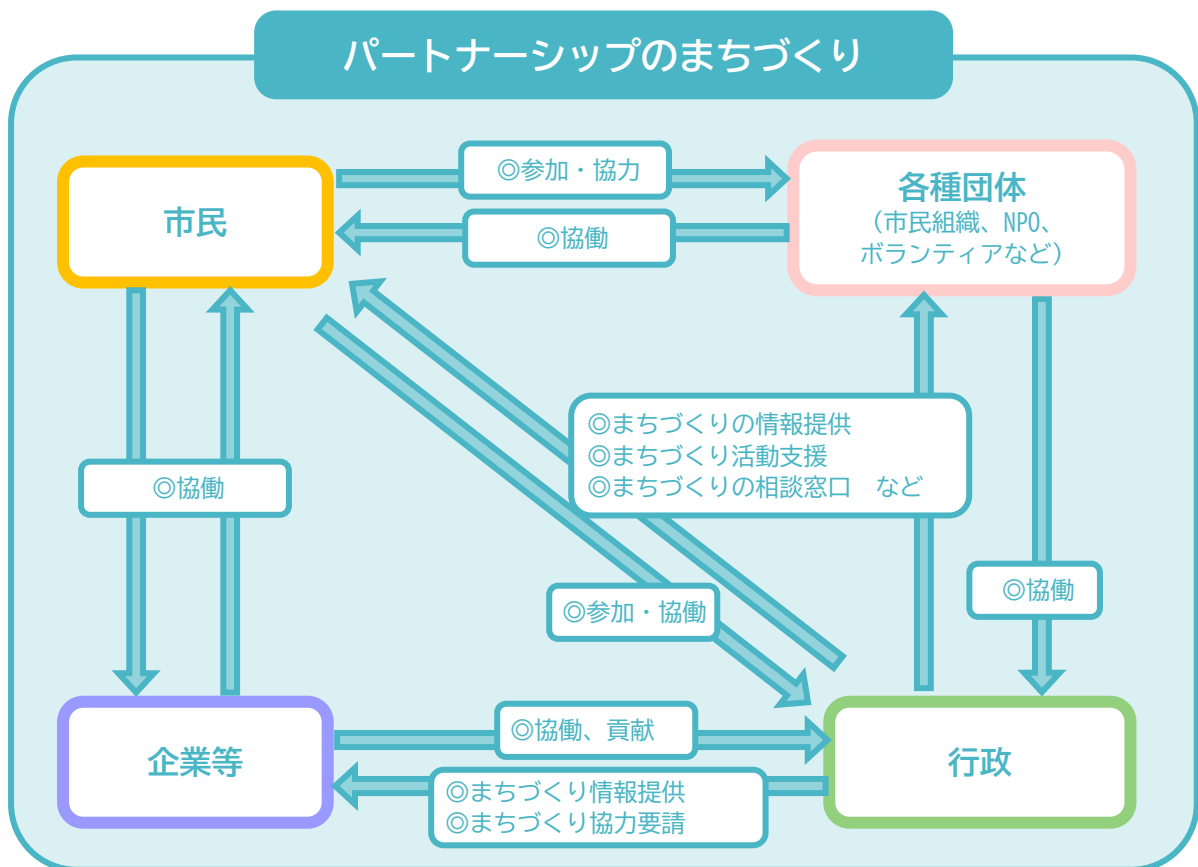 パートナーシップのまちづくり
市民
◎参加・協力
◎協働
各種団体
（市民組織、NPO、
ボランティアなど）
◎まちづくりの情報提供
◎まちづくり活動支援
◎まちづくりの相談窓口　など
◎協働
◎参加・協働
◎協働
企業等
◎協働、貢献
◎まちづくり情報提供
◎まちづくり協力要請
行政